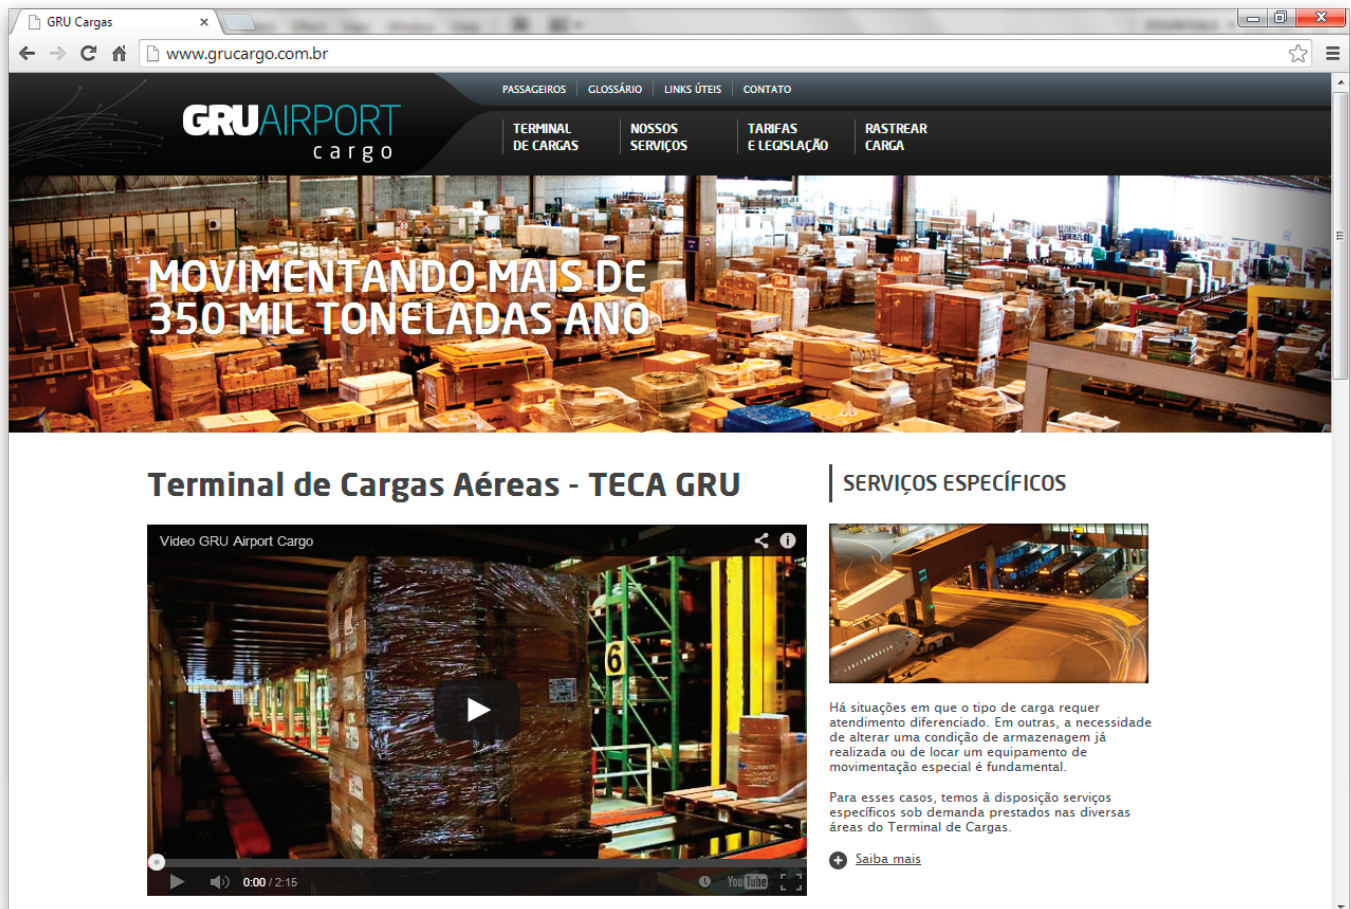 GRU Cargas
www.grucargo.com.br
PASSAGEIROS
GLOSSÁRIO
LINKS ÚTEIS
CONTATO
GRUAIRPORT
cargo
TERMINAL
DE CARGAS
NOSSOS
SERVIÇOS
TARIFAS
E LEGISLAÇÃO
RASTREAR
CARGA
MOVIMENTANDO MAIS DE
350 MIL TONELADAS ANO
Terminal de Cargas Aéreas - TECA GRU
Video GRU Airport Cargo
6
0:00 / 2:15
YouTube
SERVIÇOS ESPECÍFICOS
Há situações em que o tipo de carga requer
atendimento diferenciado. Em outras, a necessidade
de alterar uma condição de armazenagem já
realizada ou de locar um equipamento de
movimentação especial é fundamental.
Para esses casos, temos à disposição serviços
específicos sob demanda prestados nas diversas
áreas do Terminal de Cargas.
Saiba mais